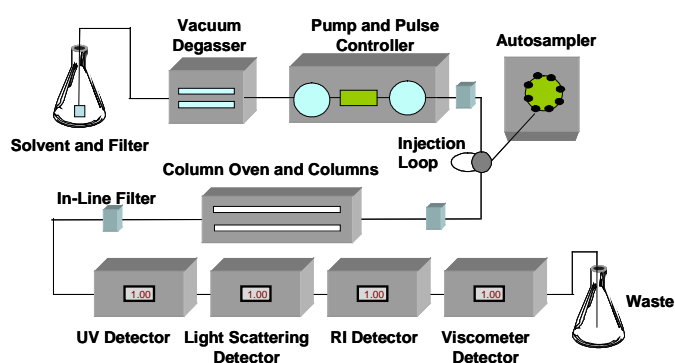 Vacuum
Degasser
Pump and Pulse
Controller
Autosampler
Solvent and Filter
Injection
Loop
Column Oven and Columns
In-Line Filter
1.00
1.00
1.00
1.00
Waste
UV Detector
Light Scattering
Detector
RI Detector
Viscometer
Detector